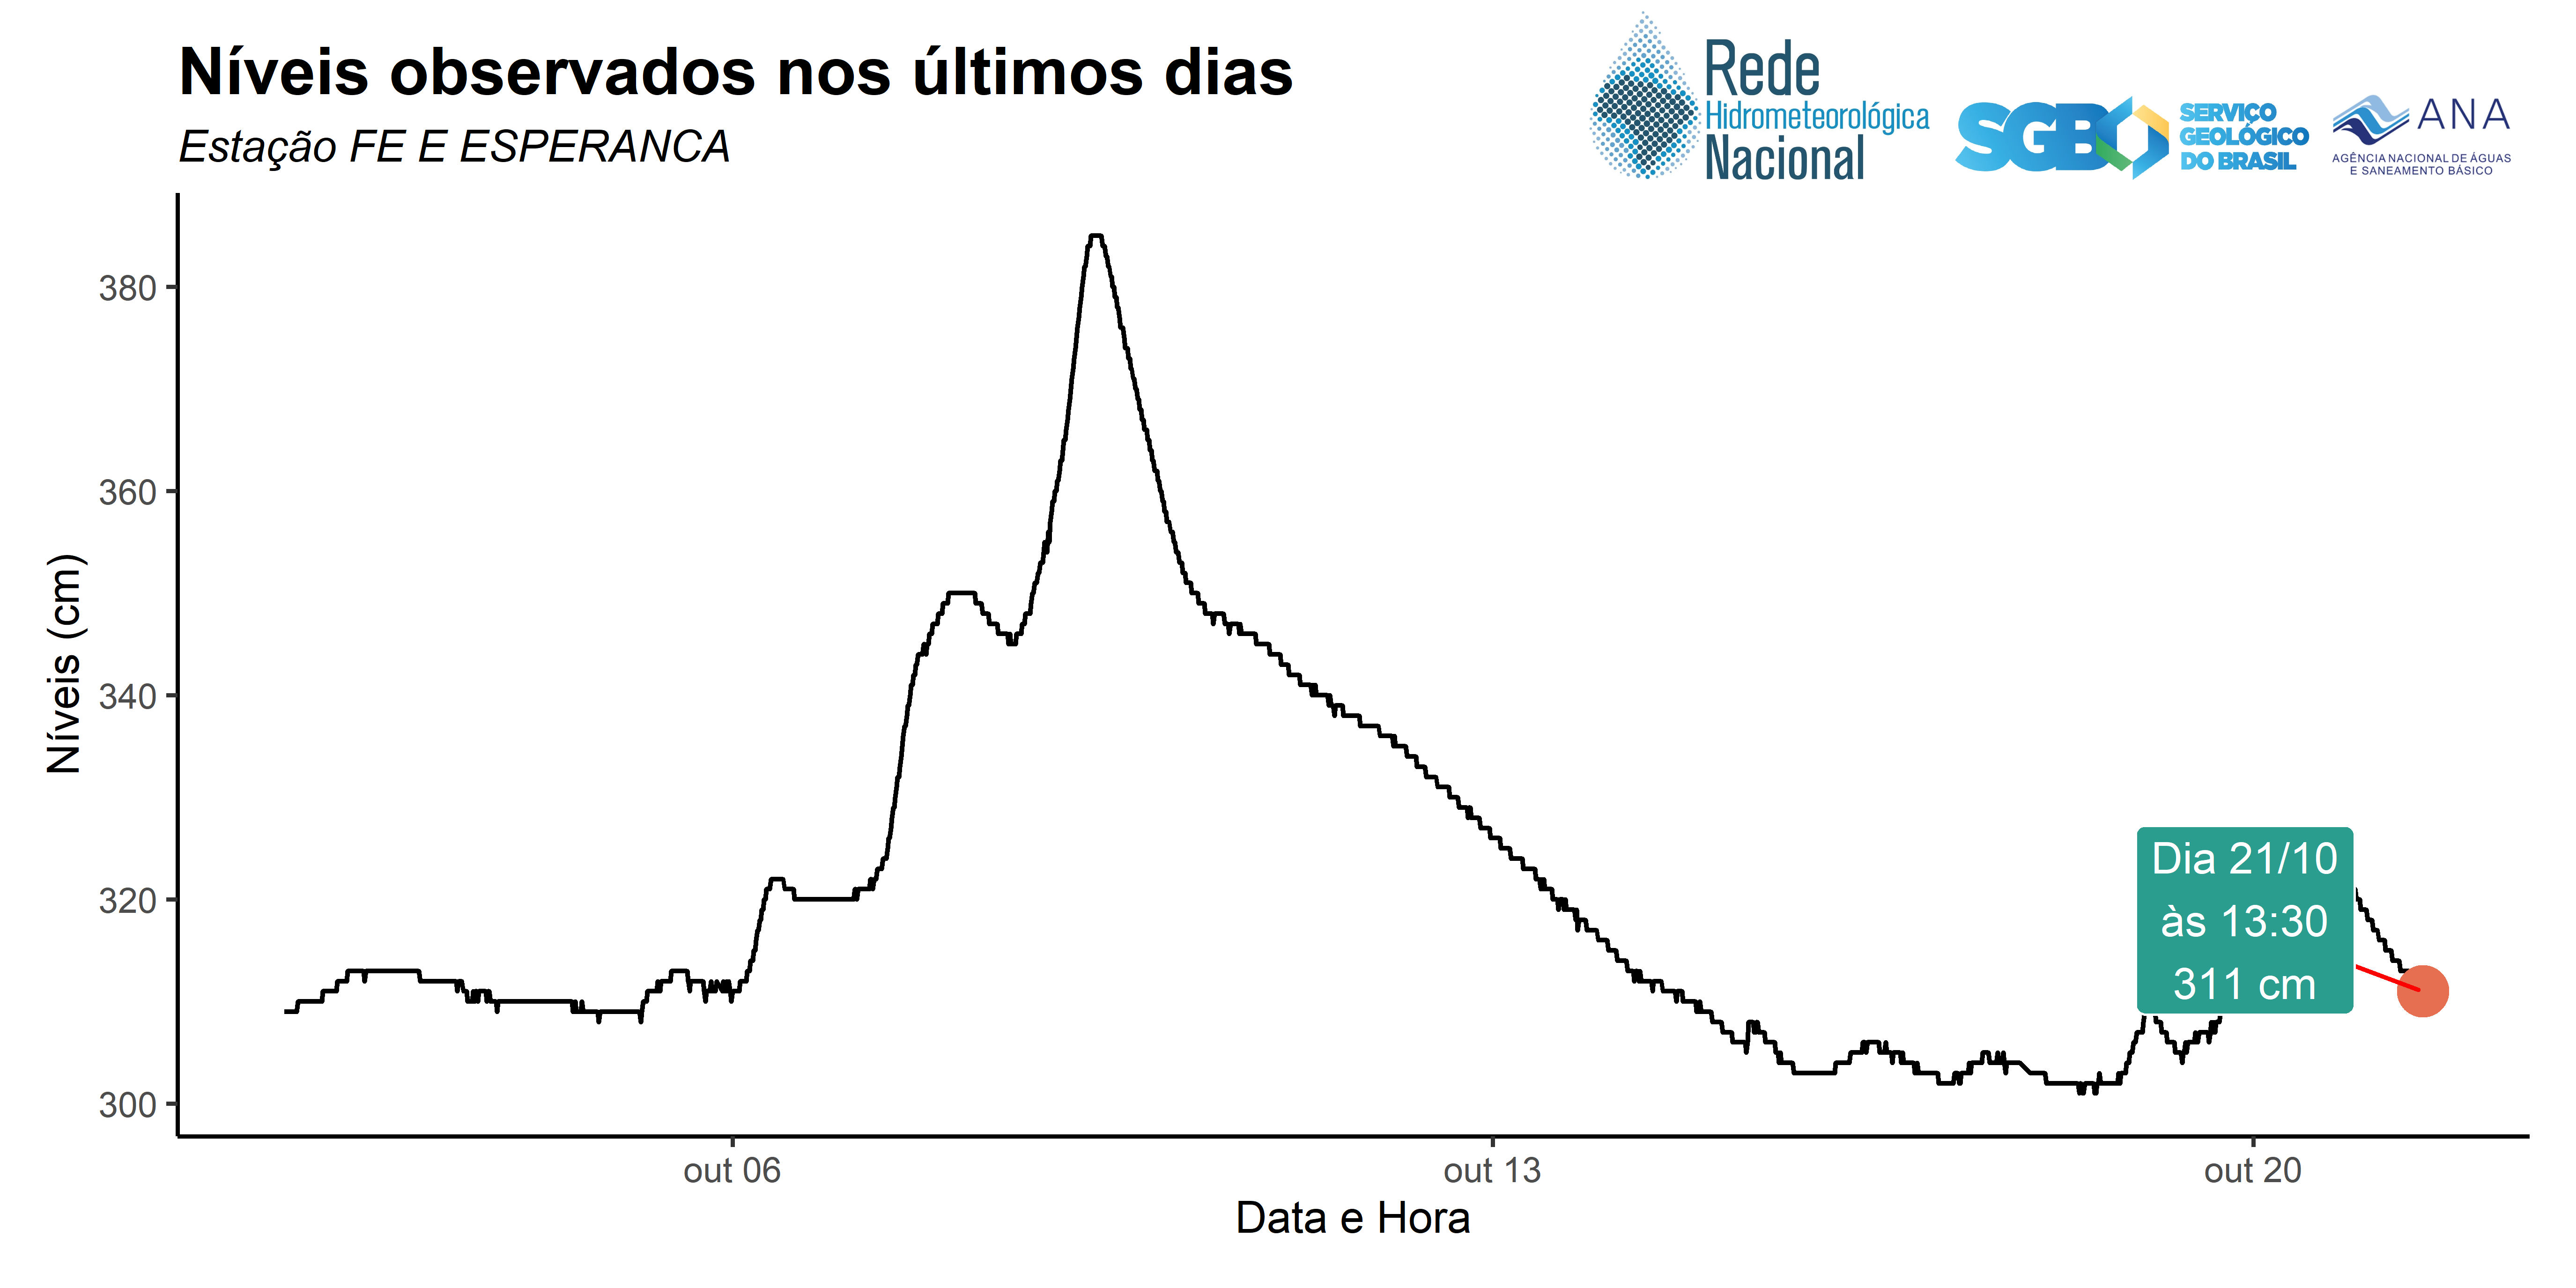 Níveis observados nos últimos dias
Estação FE E ESPERANCA
Rede
Hidrometeorológica
Nacional
SGB
SERVIÇO
GEOLÓGICO
DO BRASIL
ANA
AGÊNCIA NACIONAL DE ÁGUAS
E SANEAMENTO BÁSICO
Níveis (cm)
380
360
340
320
300
Dia 21/10
às 13:30
311 cm
out 06
out 13
out 20
Data e Hora